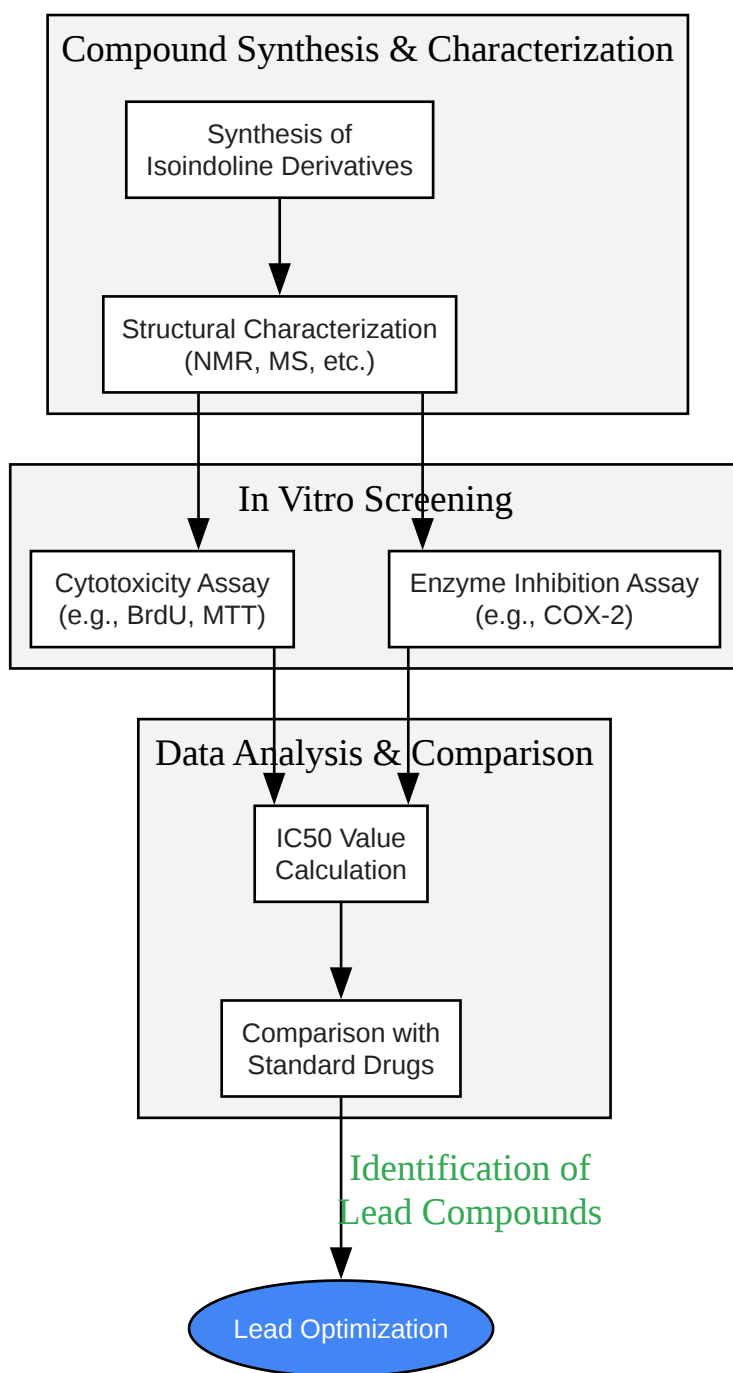 Compound Synthesis & Characterization
Synthesis of
Isoindoline Derivatives
Structural Characterization
(NMR, MS, etc.)
In Vitro Screening
Cytotoxicity Assay
(e.g., BrdU, MTT)
Enzyme Inhibition Assay
(e.g., COX-2)
Data Analysis & Comparison
IC50 Value
Calculation
Comparison with
Standard Drugs
Identification of
Lead Compounds
Lead Optimization